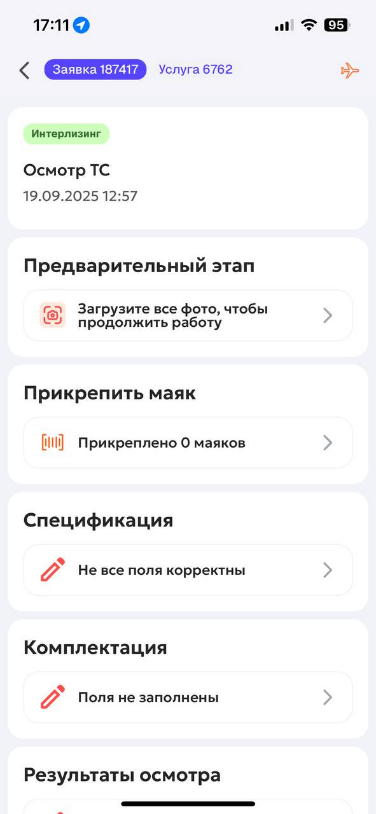 17:11
95
Заявка 187417
Услуга 6762
Интерлизинг
Осмотр ТС
19.09.2025 12:57
Предварительный этап
Загрузите все фото, чтобы
продолжить работу
Прикрепить маяк
Прикреплено 0 маяков
Спецификация
Не все поля корректны
Комплектация
Поля не заполнены
Результаты осмотра